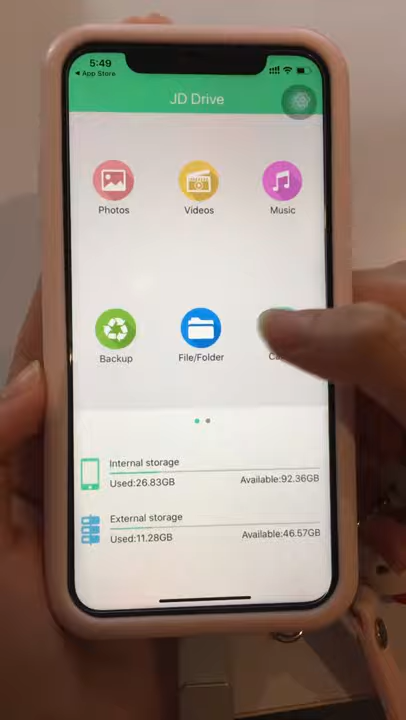 5:49
◀ App Store
JD Drive
Photos
Videos
Music
Backup
File/Folder
Internal storage
Used:26.83GB
Available:92.36GB
External storage
Used:11.28GB
Available:46.57GB